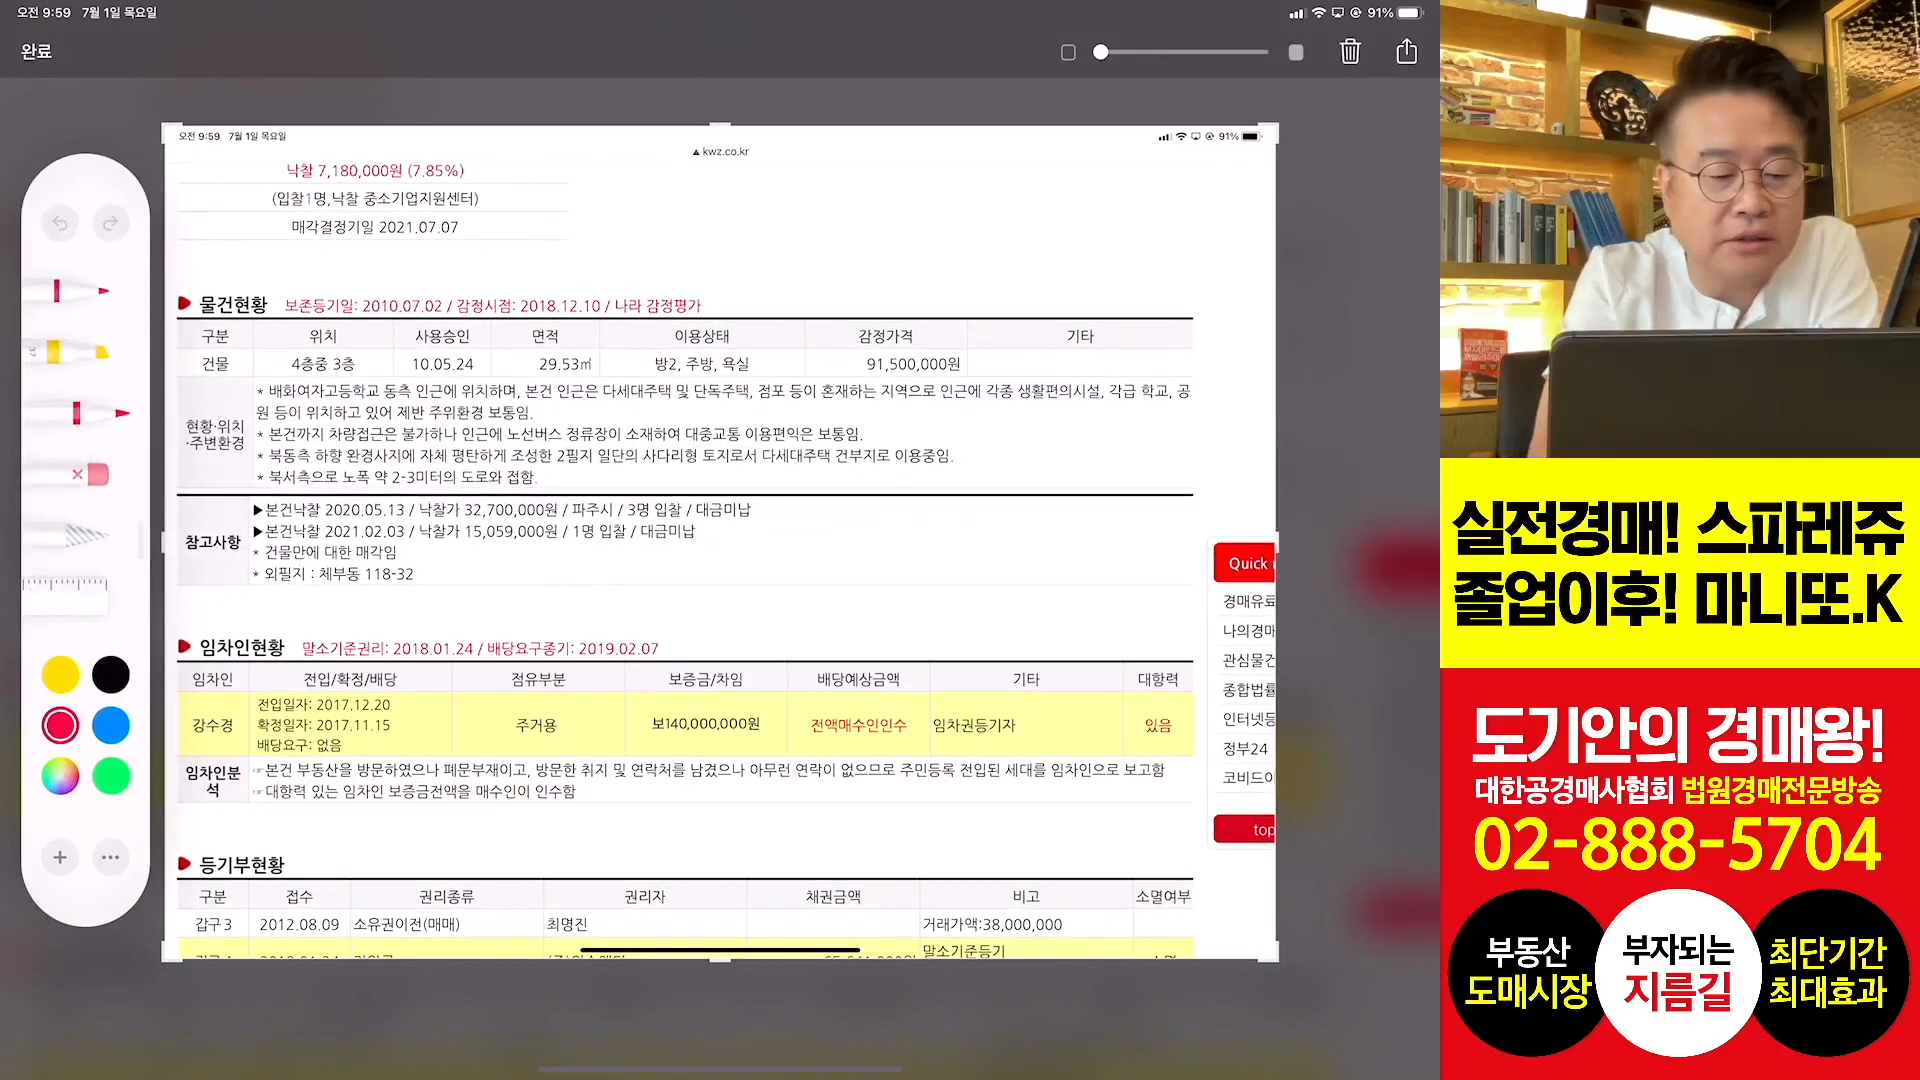 오전 9:59 7월 1일 목요일
91%
완료
오전 9:59 7월 1일 목요일
91%
▲ kwz.co.kr
낙찰 7,180,000원 (7.85%)
(입찰1명,낙찰 중소기업지원센터)
매각결정기일 2021.07.07
물건현황 보존등기일: 2010.07.02 / 감정시점: 2018.12.10 / 나라 감정평가
구분 위치 사용승인 면적 이용상태 감정가격 기타
건물 4층중 3층 10.05.24 29.53㎡ 방2, 주방, 욕실 91,500,000원
현황·위치
·주변환경
* 배화여자고등학교 동측 인근에 위치하며, 본건 인근은 다세대주택 및 단독주택, 점포 등이 혼재하는 지역으로 인근에 각종 생활편의시설, 각급 학교, 공
원 등이 위치하고 있어 제반 주위환경 보통임.
* 본건까지 차량접근은 불가하나 인근에 노선버스 정류장이 소재하여 대중교통 이용편익은 보통임.
* 북동측 하향 완경사지에 자체 평탄하게 조성한 2필지 일단의 사다리형 토지로서 다세대주택 건부지로 이용중임.
* 북서측으로 노폭 약 2-3미터의 도로와 접함.
참고사항
▶본건낙찰 2020.05.13 / 낙찰가 32,700,000원 / 파주시 / 3명 입찰 / 대금미납
▶본건낙찰 2021.02.03 / 낙찰가 15,059,000원 / 1명 입찰 / 대금미납
* 건물만에 대한 매각임
* 외필지 : 체부동 118-32
임차인현황 말소기준권리: 2018.01.24 / 배당요구종기: 2019.02.07
임차인 전입/확정/배당 점유부분 보증금/차임 배당예상금액 기타 대항력
강수경
전입일자: 2017.12.20
확정일자: 2017.11.15
배당요구: 없음
주거용 보140,000,000원 전액매수인인수 임차권등기자 있음
임차인분
석
☞본건 부동산을 방문하였으나 폐문부재이고, 방문한 취지 및 연락처를 남겼으나 아무런 연락이 없으므로 주민등록 전입된 세대를 임차인으로 보고함
☞대항력 있는 임차인 보증금전액을 매수인이 인수함
등기부현황
구분 접수 권리종류 권리자 채권금액 비고 소멸여부
갑구3 2012.08.09 소유권이전(매매) 최명진 거래가액:38,000,000
말소기준등기
Quick
경매유료
나의경매
관심물건
종합법률
인터넷등
정부24
코비드
top
실전경매! 스파레쥬
졸업이후! 마니또.K
도기안의 경매왕!
대한공경매사협회 법원경매전문방송
02-888-5704
부동산
도매시장
부자되는
지름길
최단기간
최대효과